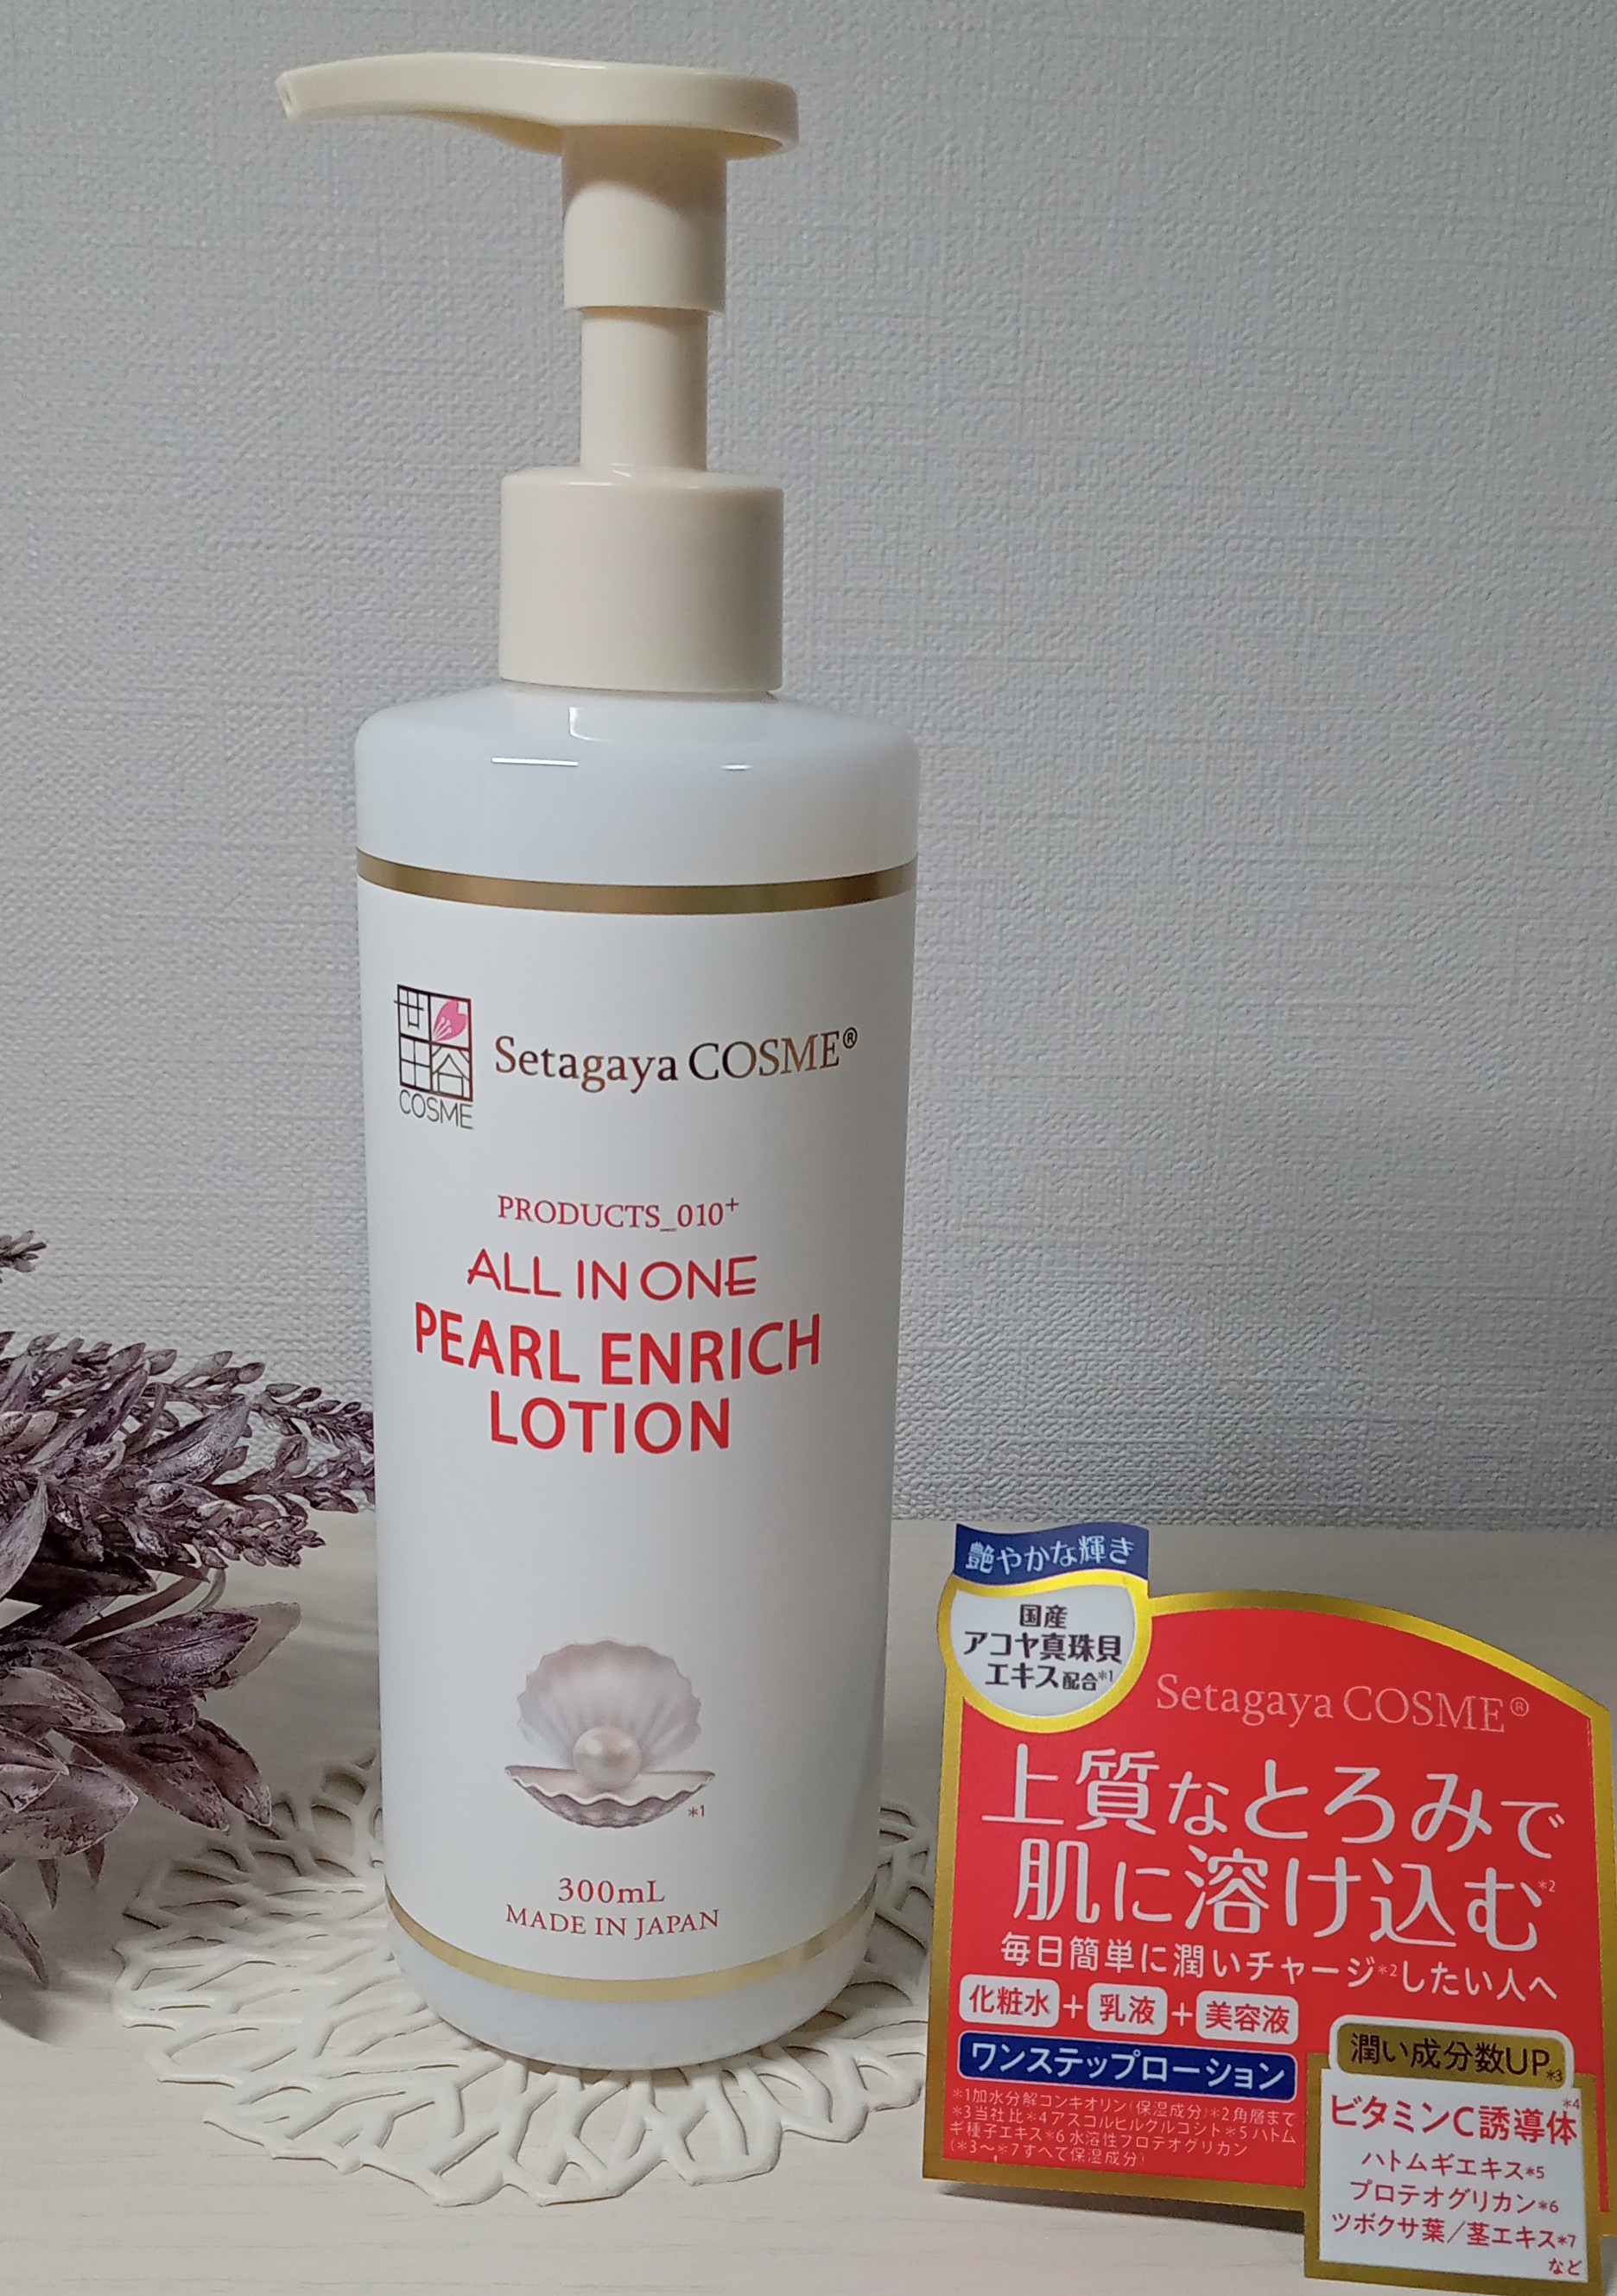 世
田
谷
COSME
Setagaya COSME®
PRODUCTS_010+
ALL IN ONE
PEARL ENRICH
LOTION
*1
300mL
MADE IN JAPAN
艶やかな輝き
国産
アコヤ真珠貝
エキス配合*1
Setagaya COSME®
上質なとろみで
肌に溶け込む*2
毎日簡単に潤いチャージ*2したい人へ
化粧水+乳液+美容液
ワンステップローション
*1加水分解コンキオリン(保湿成分)*2角層まで
*3当社比*4アスコルビルグルコシド*5ハトム
ギ種子エキス*6水溶性プロテオグリカン
(*3～*7すべて保湿成分)
潤い成分数UP*3
ビタミンC誘導体*4
ハトムギエキス*5
プロテオグリカン*6
ツボクサ葉/茎エキス*7
など